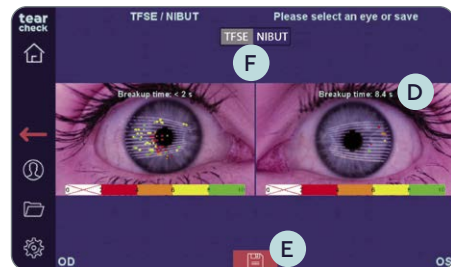 tear
check
TFSE / NIBUT
Please select an eye or save
TFSE NIBUT
F
Breakup time: < 2 s
Breakup time: 8.4 s
D
E
OD
OS